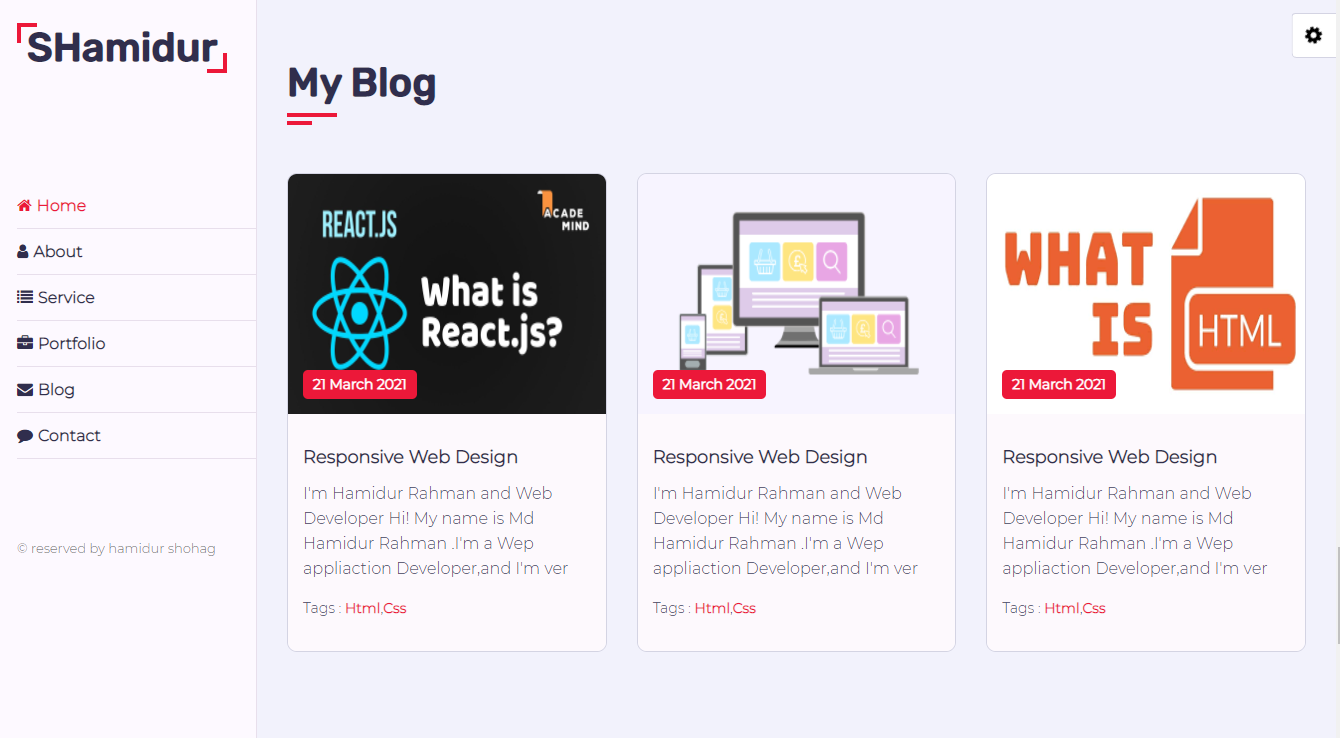 SHamidur
Home
About
Service
Portfolio
Blog
Contact
© reserved by hamidur shohag
My Blog
REACT.JS
ACADE
MIND
What is
React.js?
21 March 2021
Responsive Web Design
I'm Hamidur Rahman and Web
Developer Hi! My name is Md
Hamidur Rahman .I'm a Wep
appliaction Developer,and I'm ver
Tags : Html,Css
21 March 2021
Responsive Web Design
I'm Hamidur Rahman and Web
Developer Hi! My name is Md
Hamidur Rahman .I'm a Wep
appliaction Developer,and I'm ver
Tags : Html,Css
WHAT
IS
HTML
21 March 2021
Responsive Web Design
I'm Hamidur Rahman and Web
Developer Hi! My name is Md
Hamidur Rahman .I'm a Wep
appliaction Developer,and I'm ver
Tags : Html,Css